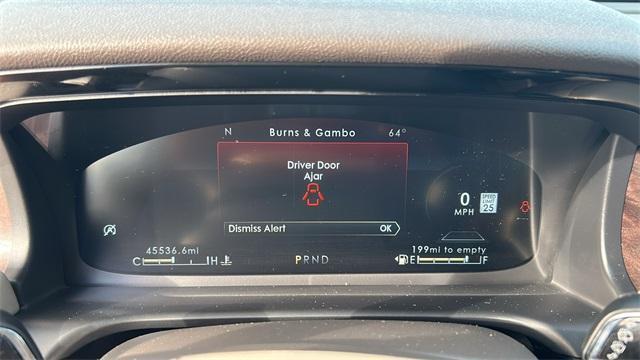 N Burns & Gambo 64°
Driver Door
Ajar
Dismiss Alert OK
0
MPH
SPEED
LIMIT
25
45536.6mi
199mi to empty
C H
PRND
E F